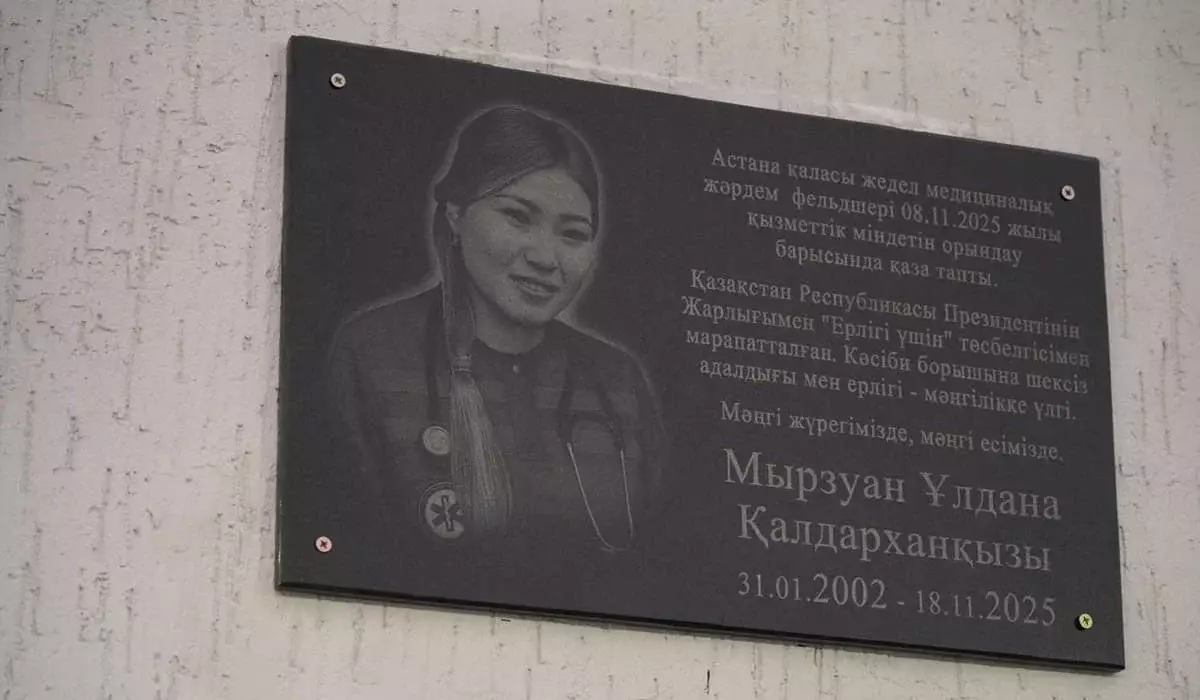 Астана қаласы жедел медициналық
жәрдем фельдшері 08.11.2025 жылы
қызметтік міндетін орындау
барысында қаза тапты.
Қазақстан Республикасы Президентінің
Жарлығымен "Ерлігі үшін" төсбелгісімен
марапатталған. Кәсіби борышына шексіз
адалдығы мен ерлігі - мәңгілікке үлгі.
Мәңгі жүрегімізде, мәңгі есімізде.
Мырзуан Ұлдана
Қалдарханқызы
31.01.2002 - 18.11.2025